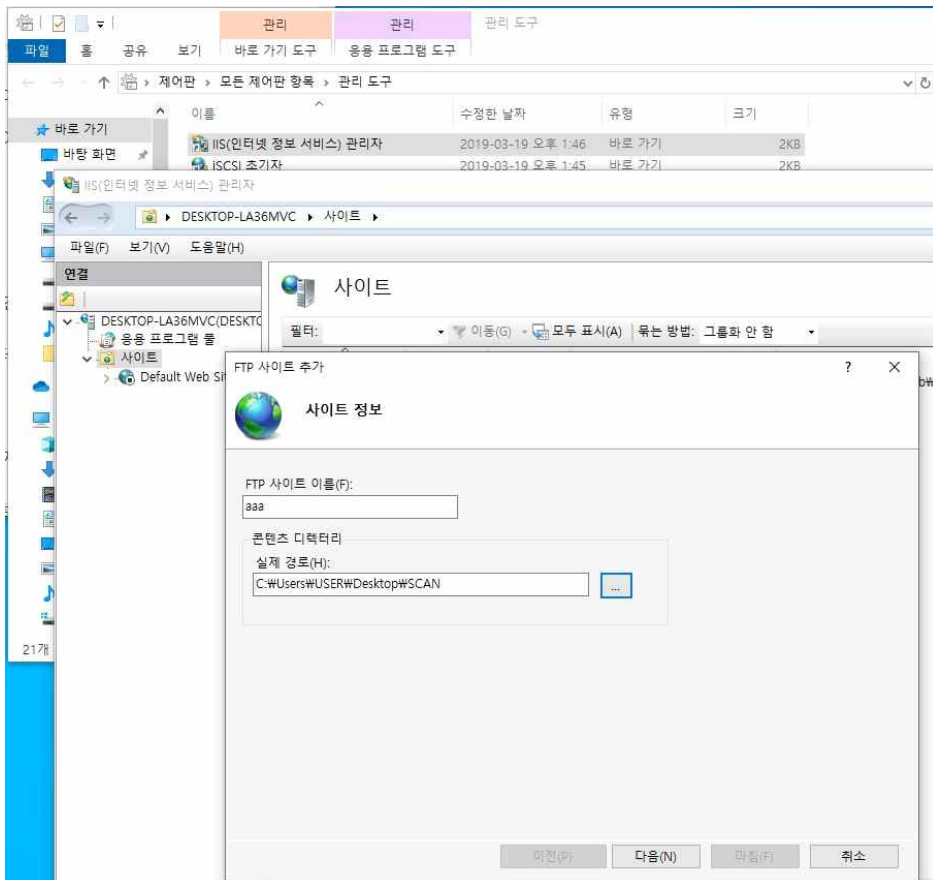 관리
관리
관리 도구
파일
홈
공유
보기
바로 가기 도구
응용 프로그램 도구
제어판 › 모든 제어판 항목 › 관리 도구
이름
수정한 날짜
유형
크기
바로 가기
바탕 화면
IIS(인터넷 정보 서비스) 관리자
2019-03-19 오후 1:46
바로 가기
2KB
iSCSI 초기자
2019-03-19 오후 1:45
바로 가기
2KB
IIS(인터넷 정보 서비스) 관리자
DESKTOP-LA36MVC
사이트
파일(F)
보기(V)
도움말(H)
연결
DESKTOP-LA36MVC(DESKTO
응용 프로그램 풀
사이트
Default Web Si
사이트
필터:
이동(G)
모두 표시(A)
묶는 방법:
그룹화 안 함
b₩
FTP 사이트 추가
?
사이트 정보
FTP 사이트 이름(F):
aaa
콘텐츠 디렉터리
실제 경로(H):
C:₩Users₩USER₩Desktop₩SCAN
...
이전(P)
다음(N)
마침(F)
취소
21개